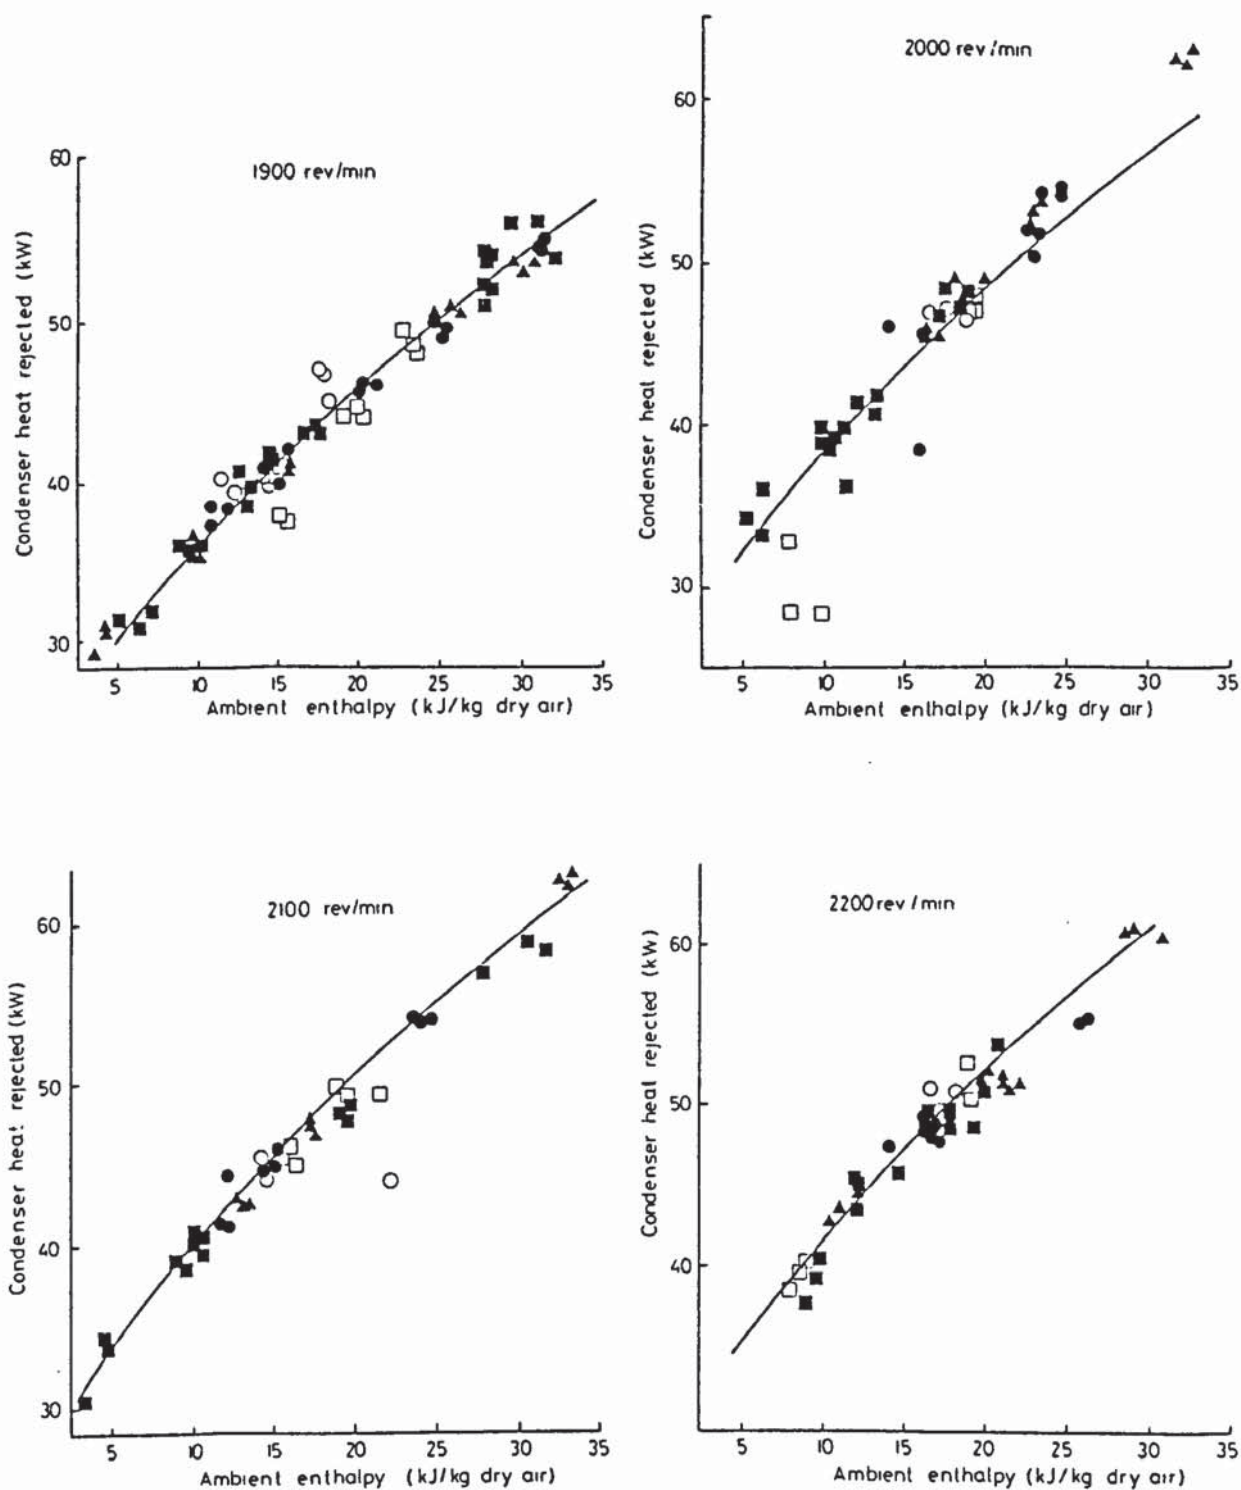 1900 rev/min
Condenser heat rejected (kW)
60
50
40
30
5 10 15 20 25 30 35
Ambient enthalpy (kJ/kg dry air)
2000 rev/min
Condenser heat rejected (kW)
60
50
40
30
5 10 15 20 25 30 35
Ambient enthalpy (kJ/kg dry air)
2100 rev/min
Condenser heat rejected (kW)
60
50
40
30
5 10 15 20 25 30 35
Ambient enthalpy (kJ/kg dry air)
2200 rev/min
Condenser heat rejected (kW)
60
50
40
5 10 15 20 25 30 35
Ambient enthalpy (kJ/kg dry air)